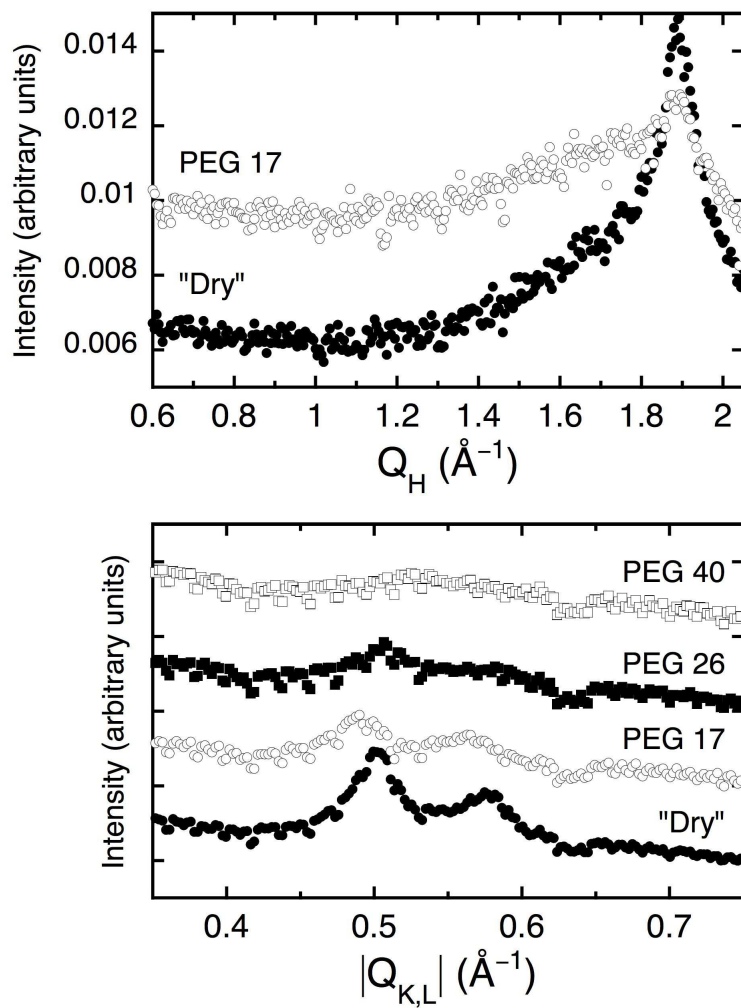 0.014
0.012
0.01
0.008
0.006
Intensity (arbitrary units)
PEG 17
"Dry"
0.6 0.8 1 1.2 1.4 1.6 1.8 2
Q_H (Å⁻¹)
Intensity (arbitrary units)
PEG 40
PEG 26
PEG 17
"Dry"
0.4 0.5 0.6 0.7
|Q_K,L| (Å⁻¹)